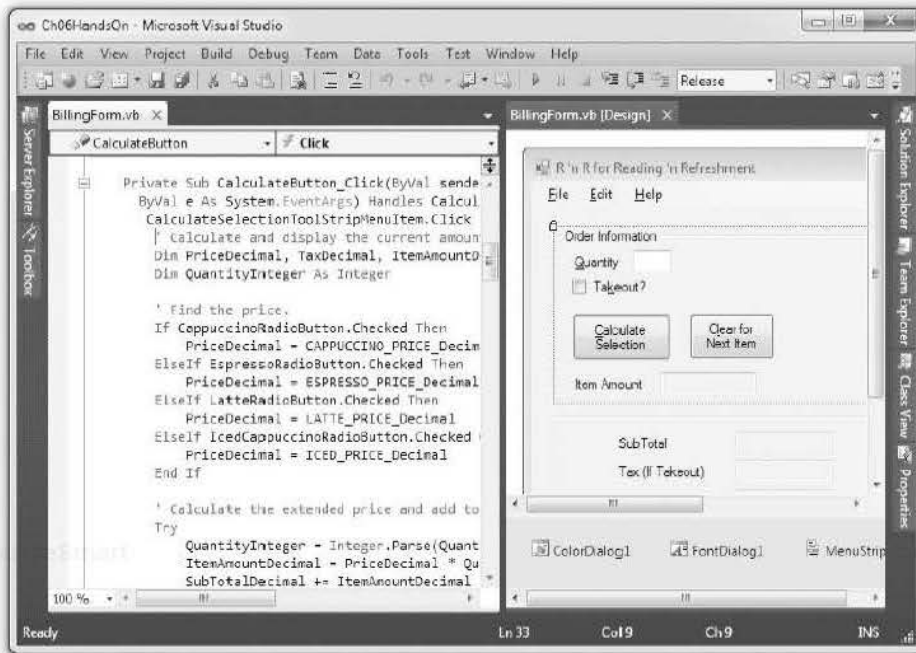 Ch06HandsOn - Microsoft Visual Studio
File Edit View Project Build Debug Team Data Tools Test Window Help
Release
Server Explorer
Toolbox
BillingForm.vb
CalculateButton
Click
Private Sub CalculateButton_Click(ByVal sende
ByVal e As System.EventArgs) Handles Calcul
CalculateSelectionToolStripMenuItem.Click
' Calculate and display the current amoun
Dim PriceDecimal, TaxDecimal, ItemAmountD
Dim QuantityInteger As Integer
' Find the price.
If CappuccinoRadioButton.Checked Then
PriceDecimal = CAPPUCCINO_PRICE_Decim
ElseIf EspressoRadioButton.Checked Then
PriceDecimal = ESPRESSO_PRICE_Decimal
ElseIf LatteRadioButton.Checked Then
PriceDecimal = LATTE_PRICE_Decimal
ElseIf IcedCappuccinoRadioButton.Checked
PriceDecimal = ICED_PRICE_Decimal
End If
' Calculate the extended price and add to
Try
QuantityInteger = Integer.Parse(Quant
ItemAmountDecimal = PriceDecimal * Qu
SubTotalDecimal += ItemAmountDecimal
100 %
BillingForm.vb [Design]
R 'n R for Reading 'n Refreshment
File Edit Help
Order Information
Quantity
Takeout?
Calculate
Selection
Clear for
Next Item
Item Amount
SubTotal
Tax (If Takeout)
ColorDialog1 FontDialog1 MenuStrip
Solution Explorer
Team Explorer
Class View
Properties
Ready Ln 33 Col 9 Ch 9 INS